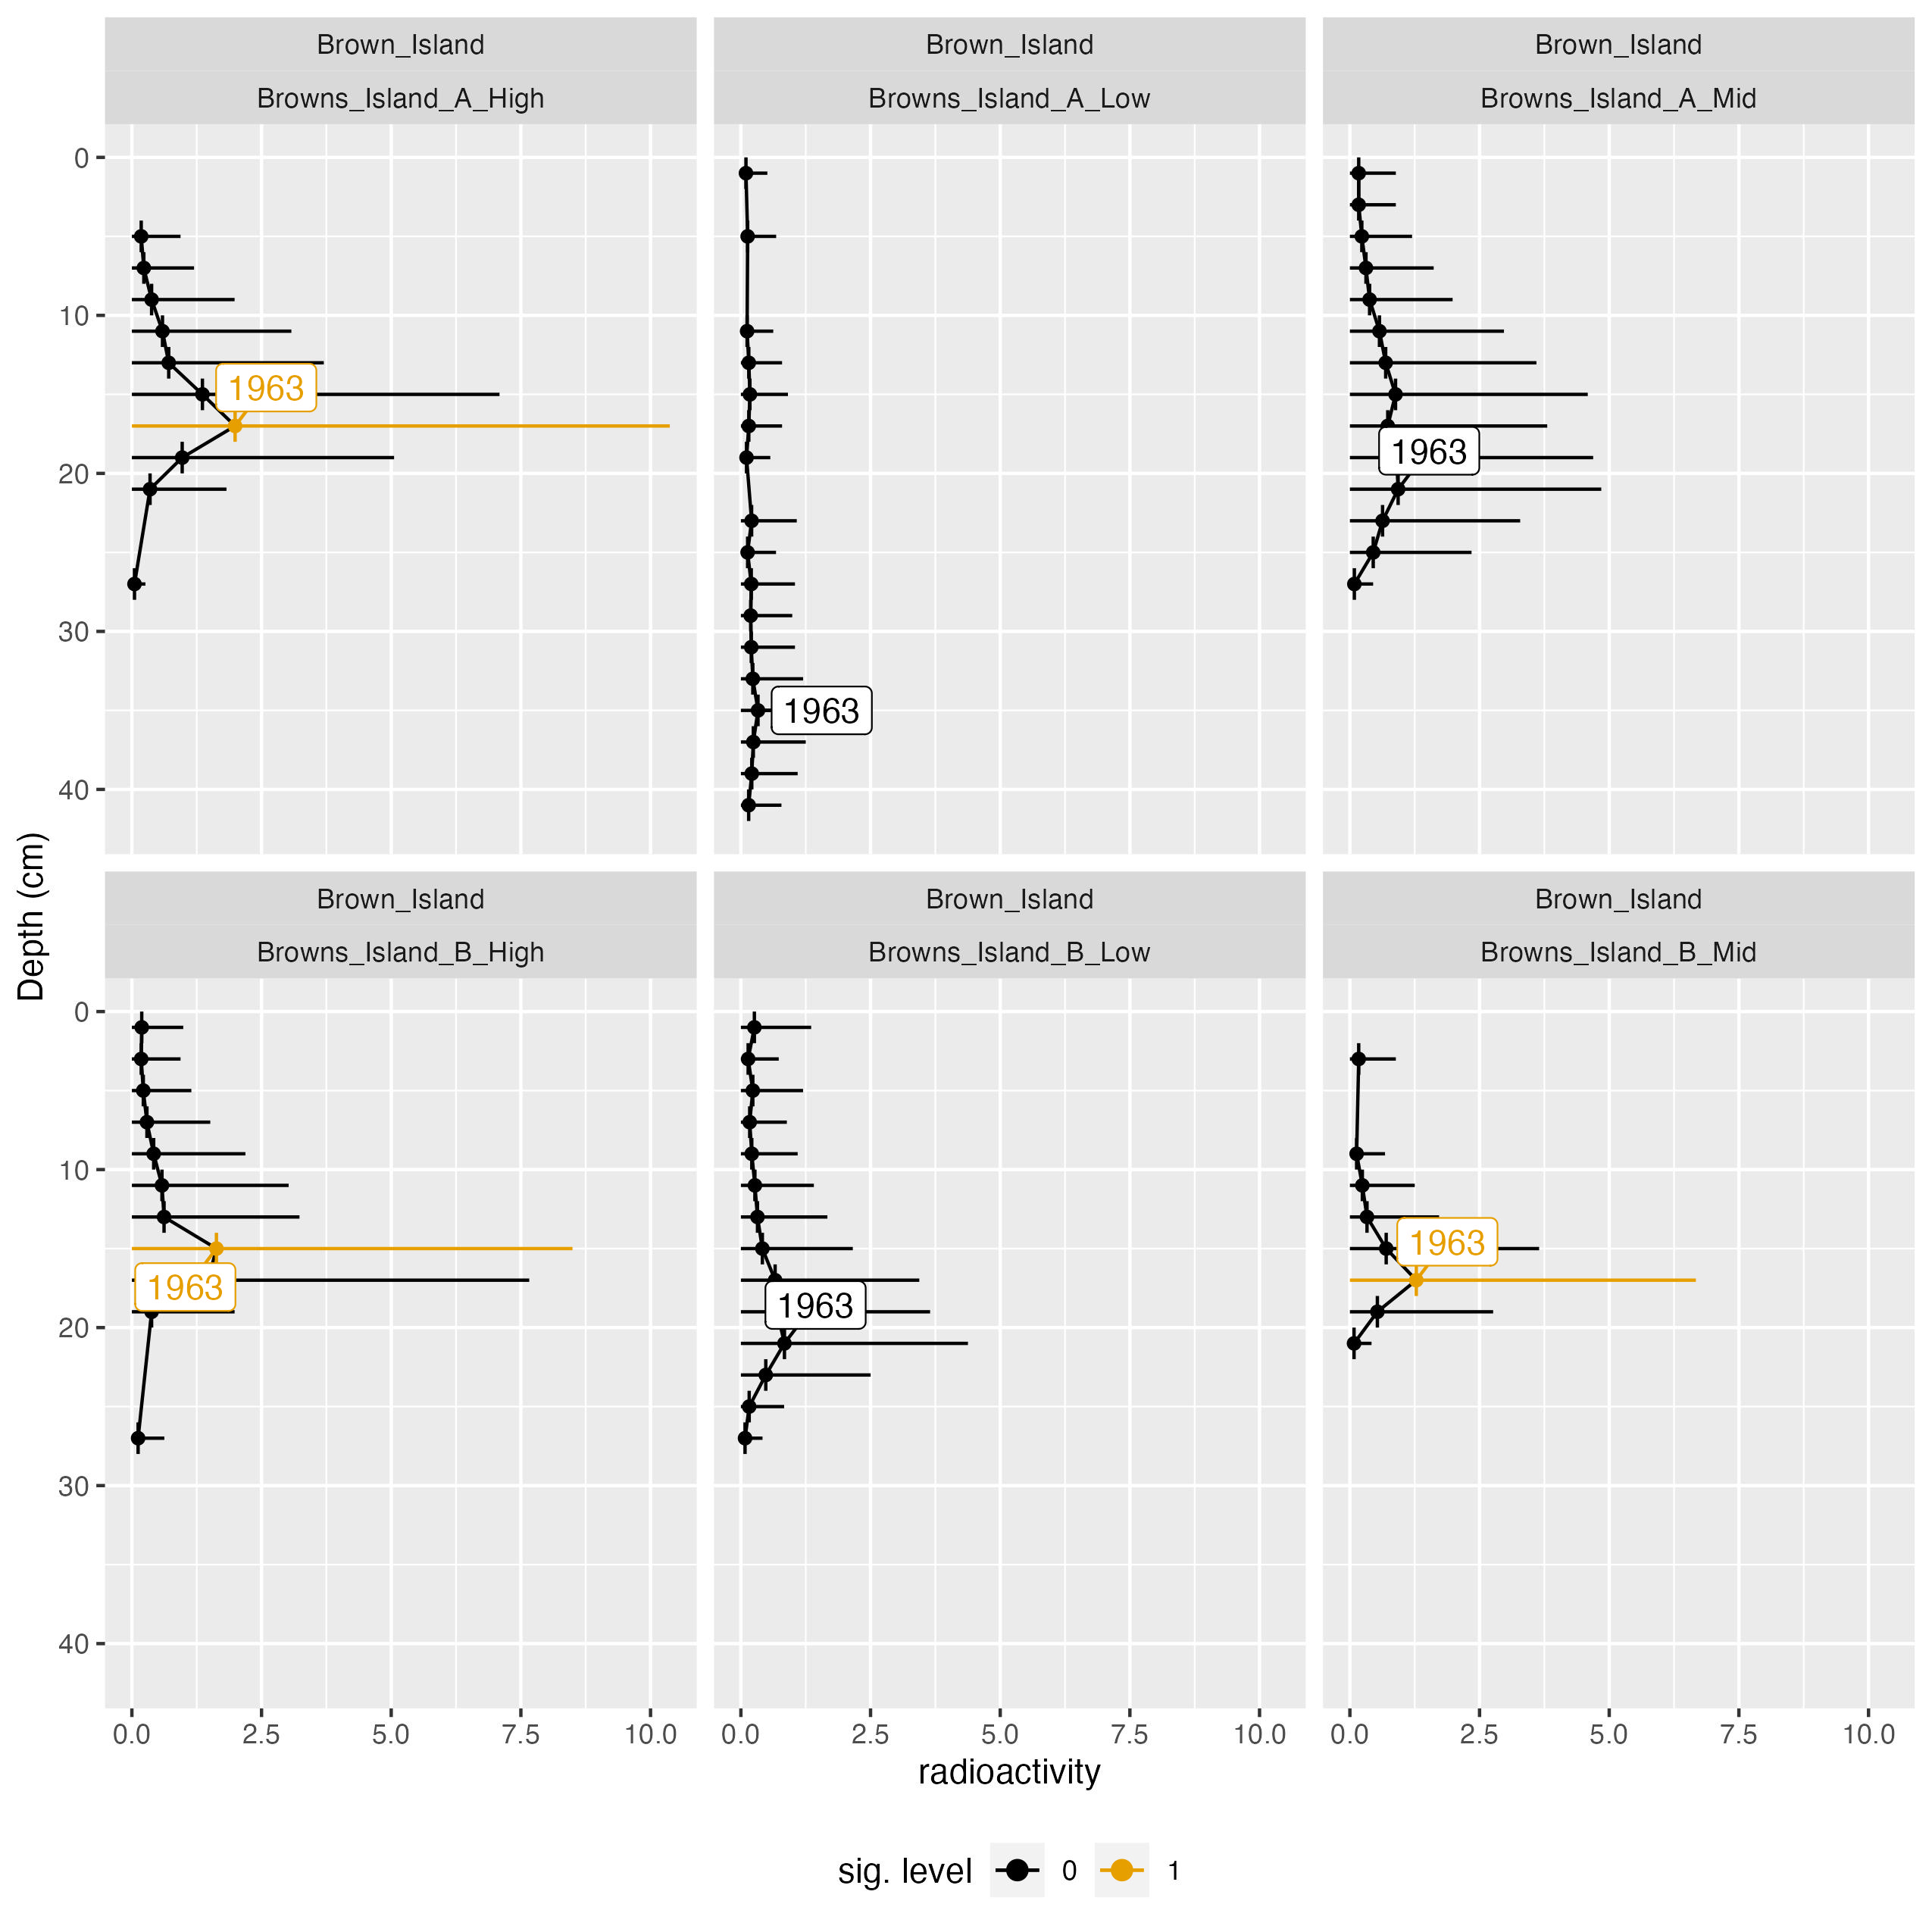 Brown_Island
Brown_Island
Brown_Island
Browns_Island_A_High
Browns_Island_A_Low
Browns_Island_A_Mid
0
10
20
30
40
1963
1963
1963
Depth (cm)
Brown_Island
Brown_Island
Brown_Island
Browns_Island_B_High
Browns_Island_B_Low
Browns_Island_B_Mid
0
10
20
30
40
1963
1963
1963
0.0 2.5 5.0 7.5 10.0
0.0 2.5 5.0 7.5 10.0
0.0 2.5 5.0 7.5 10.0
radioactivity
sig. level 0 1